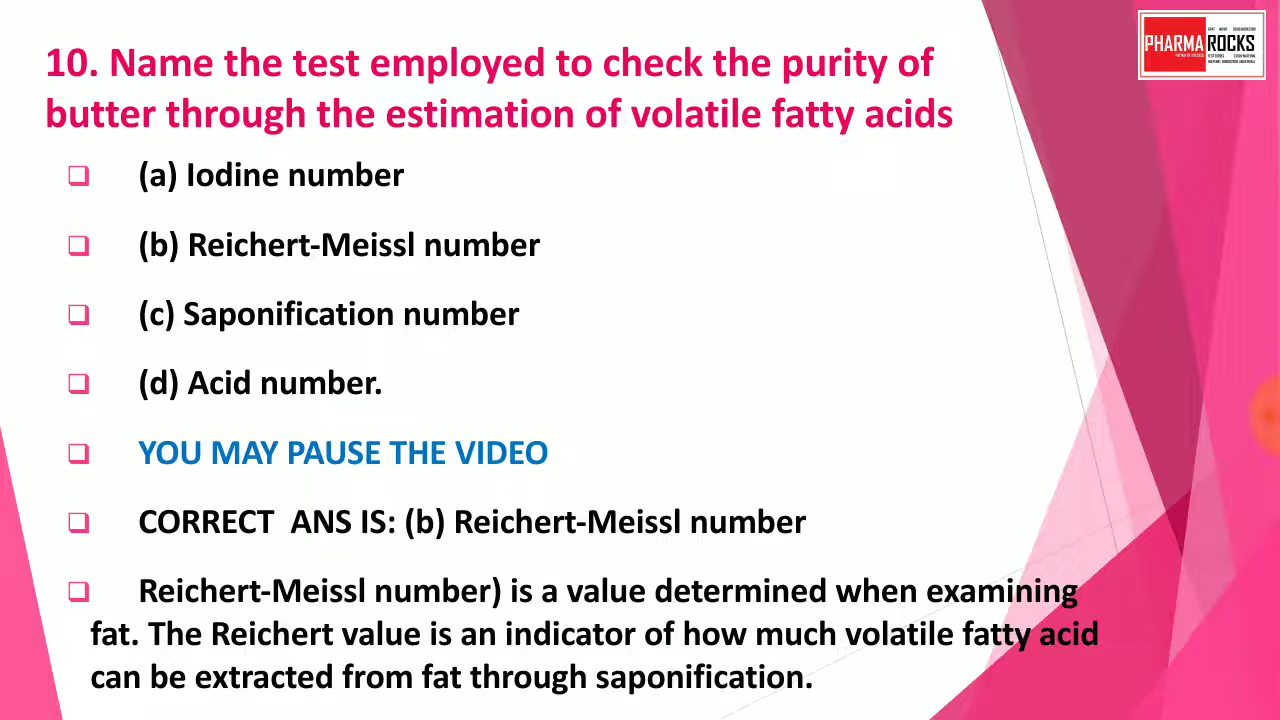 10. Name the test employed to check the purity of
butter through the estimation of volatile fatty acids
(a) Iodine number
(b) Reichert-Meissl number
(c) Saponification number
(d) Acid number.
YOU MAY PAUSE THE VIDEO
CORRECT ANS IS: (b) Reichert-Meissl number
Reichert-Meissl number) is a value determined when examining
fat. The Reichert value is an indicator of how much volatile fatty acid
can be extracted from fat through saponification.
PHARMA ROCKS